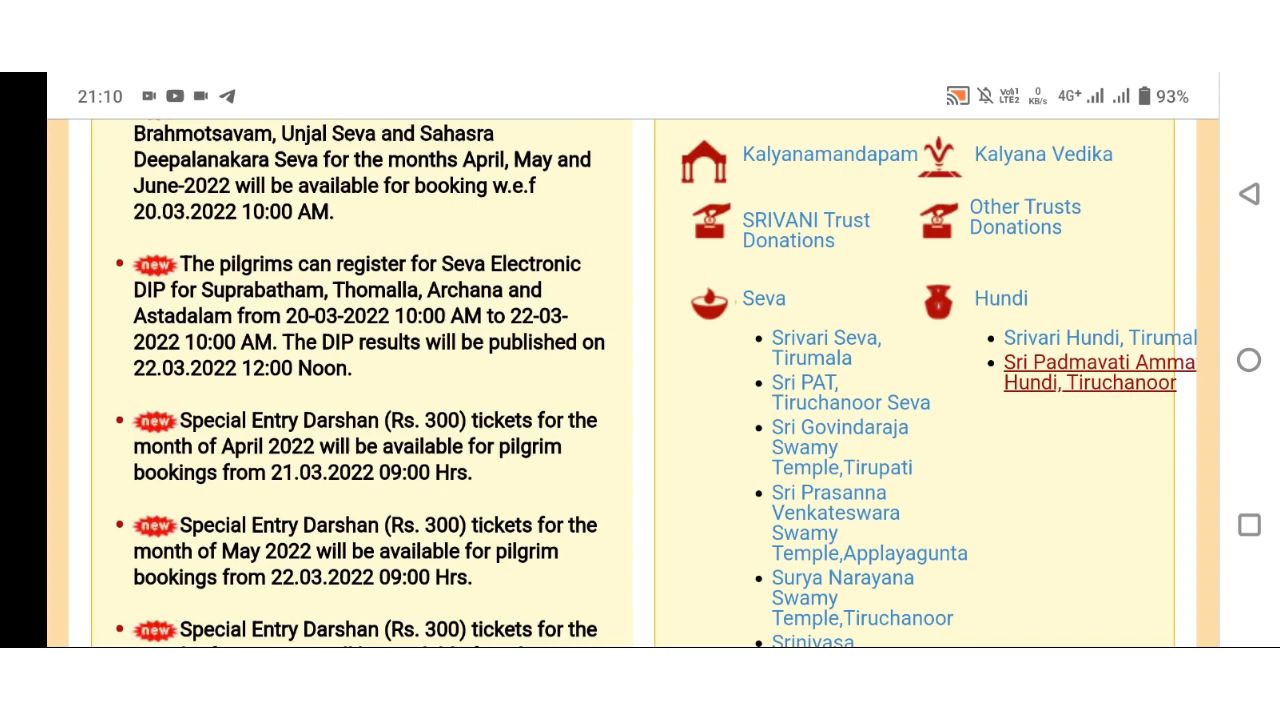 21:10
Voll1 LTE2 0 KB/s 4G+ 93%
Brahmotsavam, Unjal Seva and Sahasra
Deepalanakara Seva for the months April, May and
June-2022 will be available for booking w.e.f
20.03.2022 10:00 AM.
new The pilgrims can register for Seva Electronic
DIP for Suprabatham, Thomalla, Archana and
Astadalam from 20-03-2022 10:00 AM to 22-03-
2022 10:00 AM. The DIP results will be published on
22.03.2022 12:00 Noon.
new Special Entry Darshan (Rs. 300) tickets for the
month of April 2022 will be available for pilgrim
bookings from 21.03.2022 09:00 Hrs.
new Special Entry Darshan (Rs. 300) tickets for the
month of May 2022 will be available for pilgrim
bookings from 22.03.2022 09:00 Hrs.
new Special Entry Darshan (Rs. 300) tickets for the
Kalyanamandapam
Kalyana Vedika
SRIVANI Trust
Donations
Other Trusts
Donations
Seva
Srivari Seva,
Tirumala
Sri PAT,
Tiruchanoor Seva
Sri Govindaraja
Swamy
Temple,Tirupati
Sri Prasanna
Venkateswara
Swamy
Temple,Applayagunta
Surya Narayana
Swamy
Temple,Tiruchanoor
Srinivasa
Hundi
Srivari Hundi, Tirumal
Sri Padmavati Amma
Hundi, Tiruchanoor